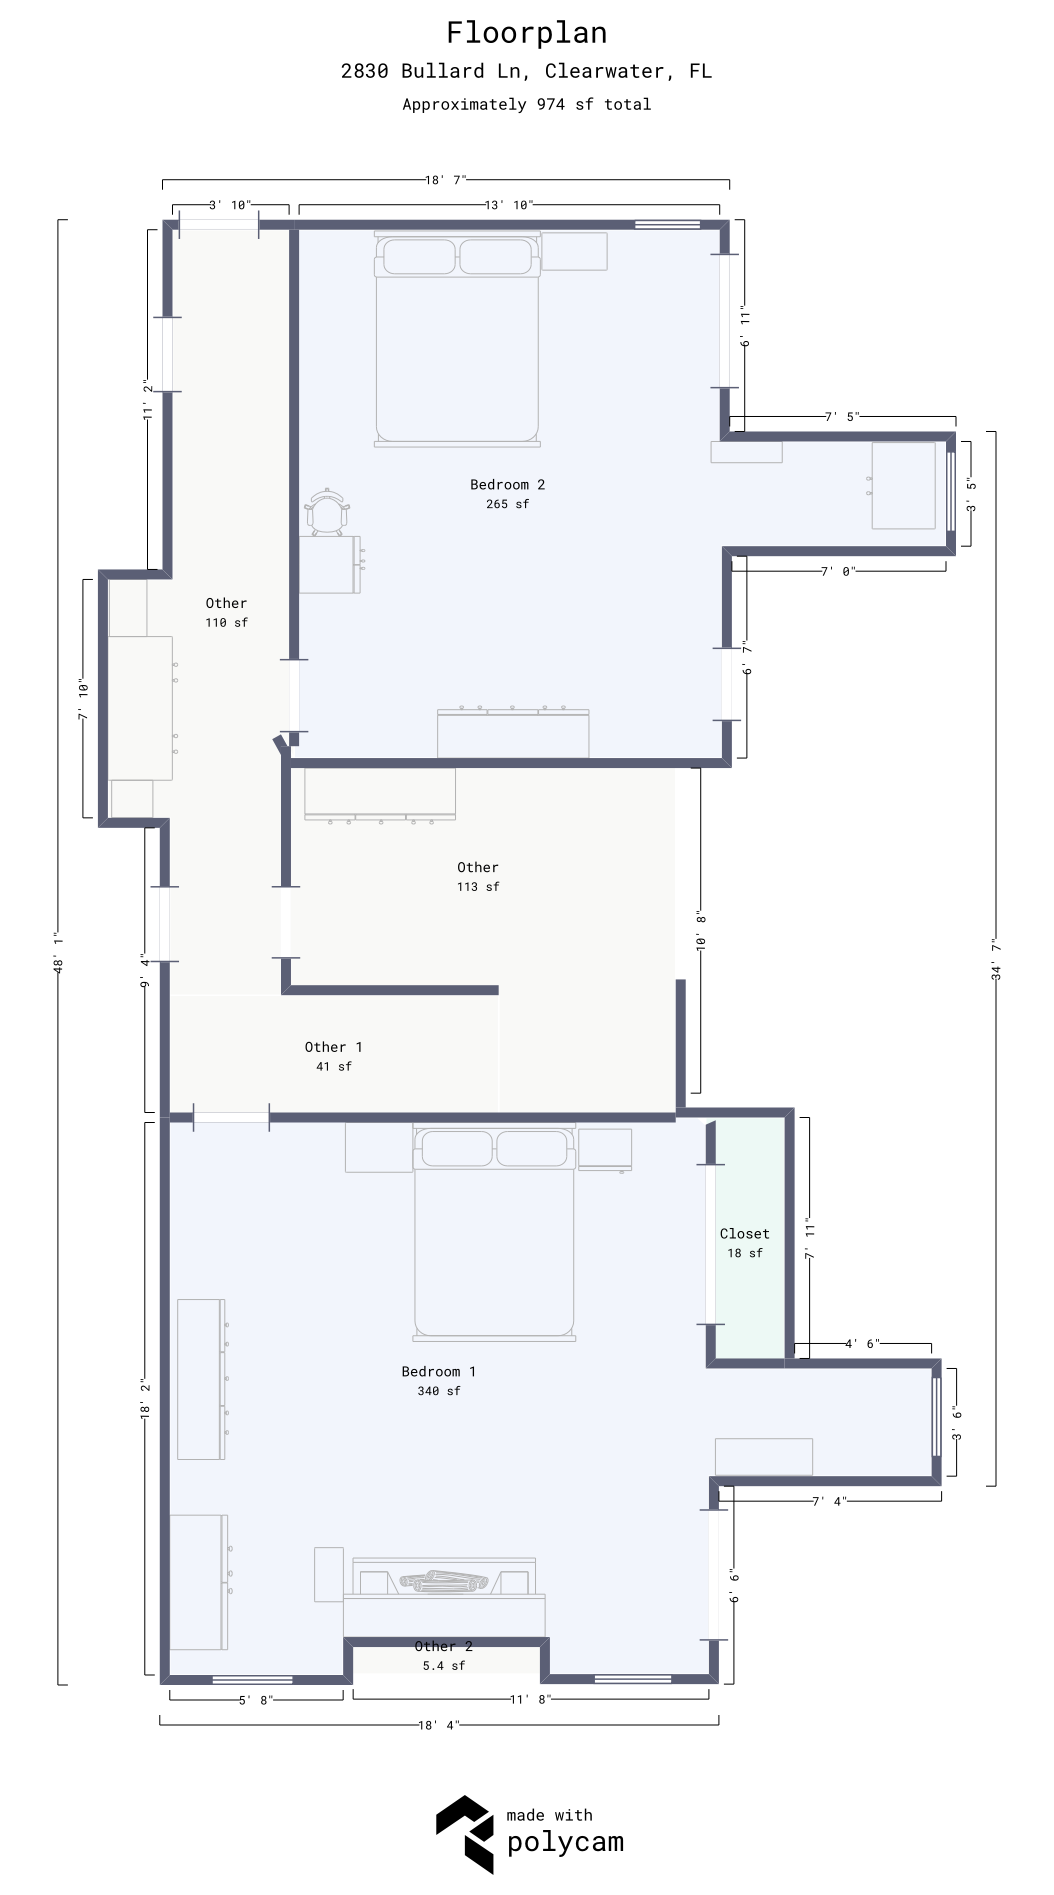 Floorplan
2830 Bullard Ln, Clearwater, FL
Approximately 974 sf total
18' 7"
3' 10"
13' 10"
6' 11"
11' 2"
7' 5"
Bedroom 2
265 sf
3' 5"
7' 0"
Other
110 sf
6' 7"
7' 10"
Other
113 sf
10' 8"
48' 1"
34' 7"
9' 4"
Other 1
41 sf
Closet
18 sf
7' 11"
4' 6"
Bedroom 1
340 sf
18' 2"
3' 6"
7' 4"
6' 6"
Other 2
5.4 sf
5' 8"
11' 8"
18' 4"
made with
polycam